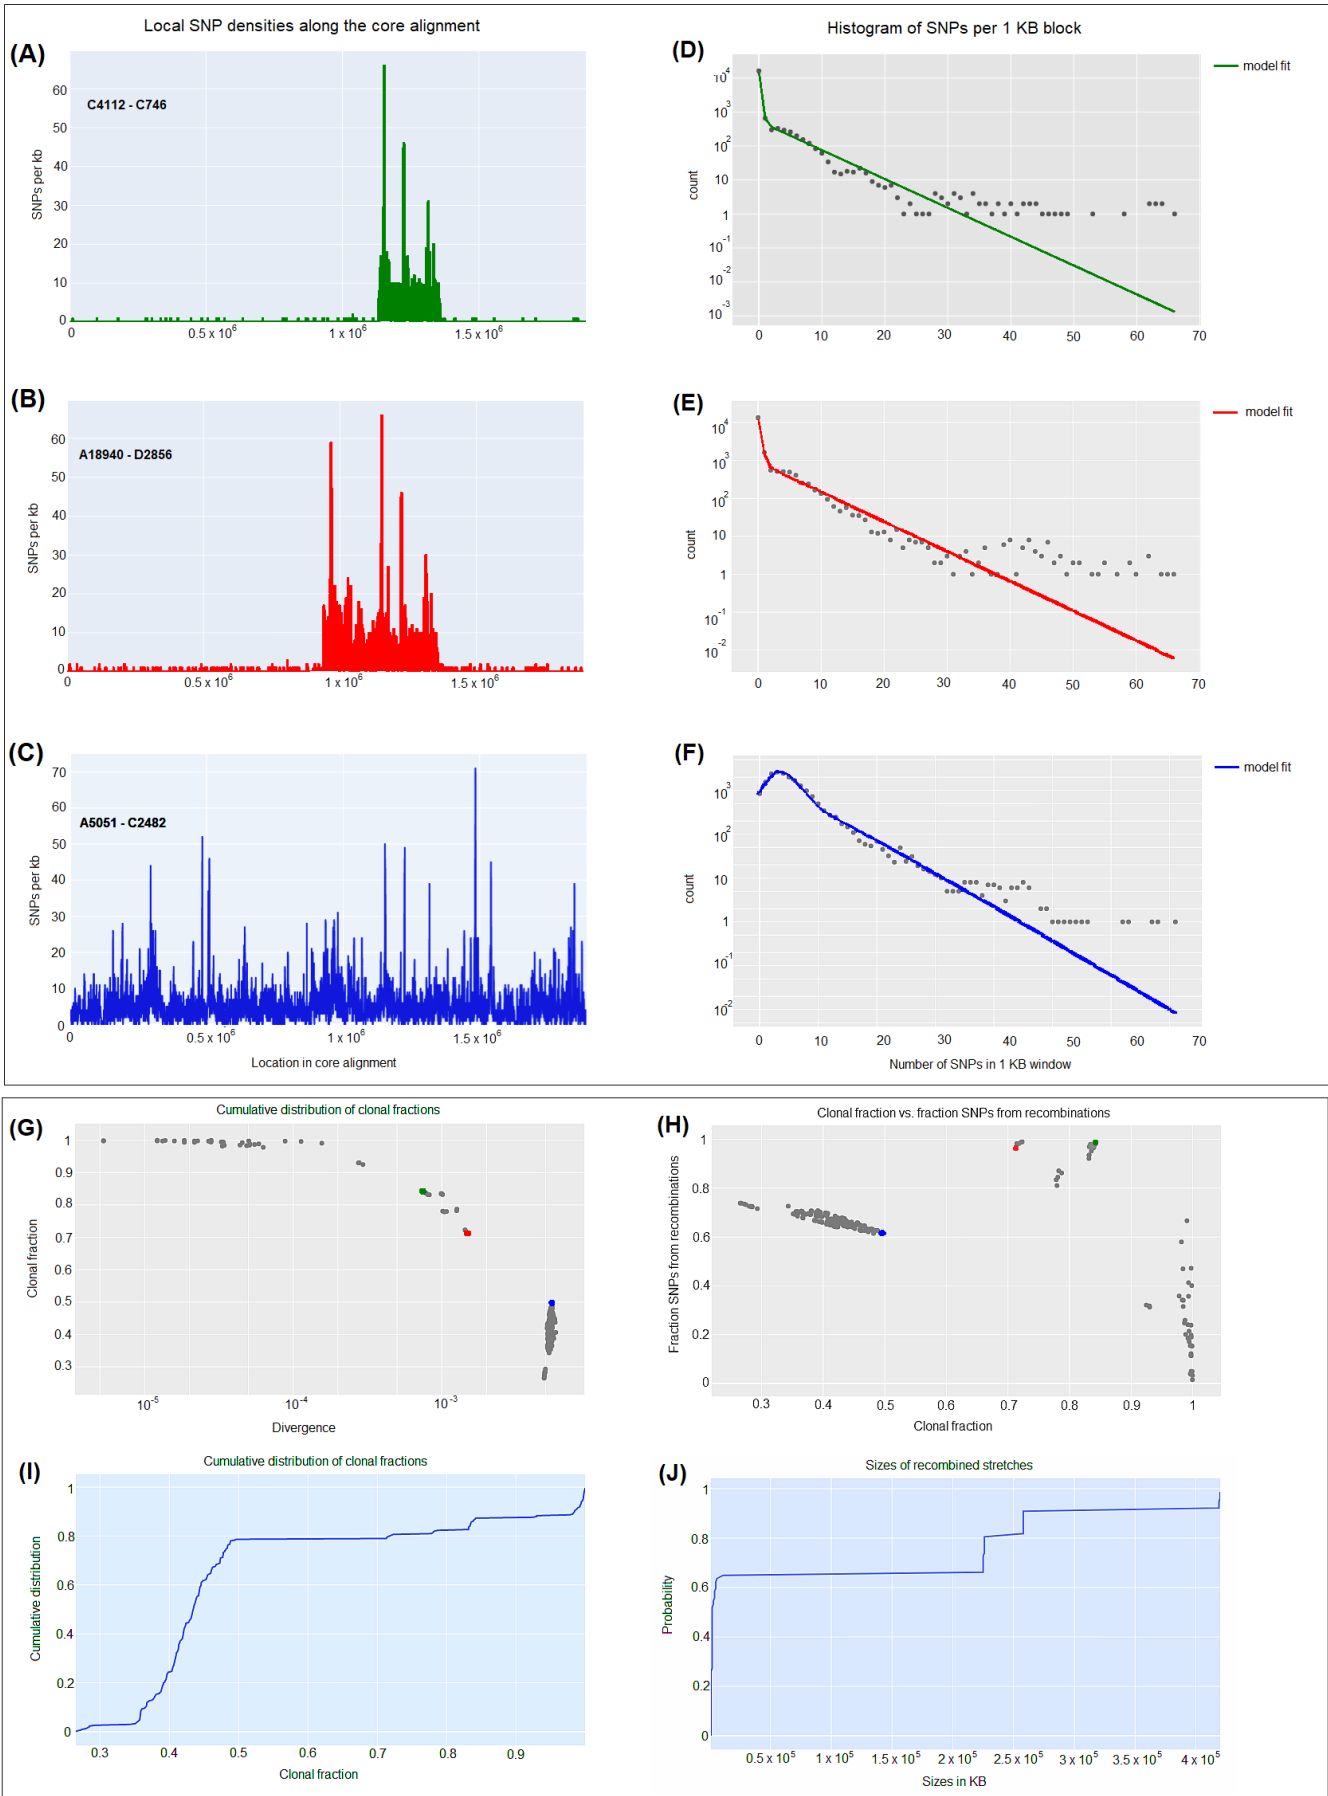 Local SNP densities along the core alignment
Histogram of SNPs per 1 KB block
(A)
C4112 - C746
SNPs per kb
60
50
40
30
20
10
0
0
0.5 x 10^6
1 x 10^6
1.5 x 10^6
(D)
model fit
count
10^4
10^3
10^2
10
1
10^-1
10^-2
10^-3
0 10 20 30 40 50 60 70
(B)
A18940 - D2856
SNPs per kb
60
50
40
30
20
10
0
0
0.5 x 10^6
1 x 10^6
1.5 x 10^6
(E)
model fit
count
10^4
10^3
10^2
10
1
10^-1
10^-2
0 10 20 30 40 50 60 70
(C)
A5051 - C2482
SNPs per kb
70
60
50
40
30
20
10
0
0
0.5 x 10^6
1 x 10^6
1.5 x 10^6
Location in core alignment
(F)
model fit
count
10^3
10^2
10
1
10^-1
10^-2
0 10 20 30 40 50 60 70
Number of SNPs in 1 KB window
(G)
Cumulative distribution of clonal fractions
Clonal fraction
1
0.9
0.8
0.7
0.6
0.5
0.4
0.3
10^-5
10^-4
10^-3
Divergence
(H)
Clonal fraction vs. fraction SNPs from recombinations
Fraction SNPs from recombinations
1
0.8
0.6
0.4
0.2
0
0.3 0.4 0.5 0.6 0.7 0.8 0.9 1
Clonal fraction
(I)
Cumulative distribution of clonal fractions
Cumulative distribution
1
0.8
0.6
0.4
0.2
0
0.3 0.4 0.5 0.6 0.7 0.8 0.9
Clonal fraction
(J)
Sizes of recombined stretches
Probability
1
0.8
0.6
0.4
0.2
0
0.5 x 10^5
1 x 10^5
1.5 x 10^5
2 x 10^5
2.5 x 10^5
3 x 10^5
3.5 x 10^5
4 x 10^5
Sizes in KB